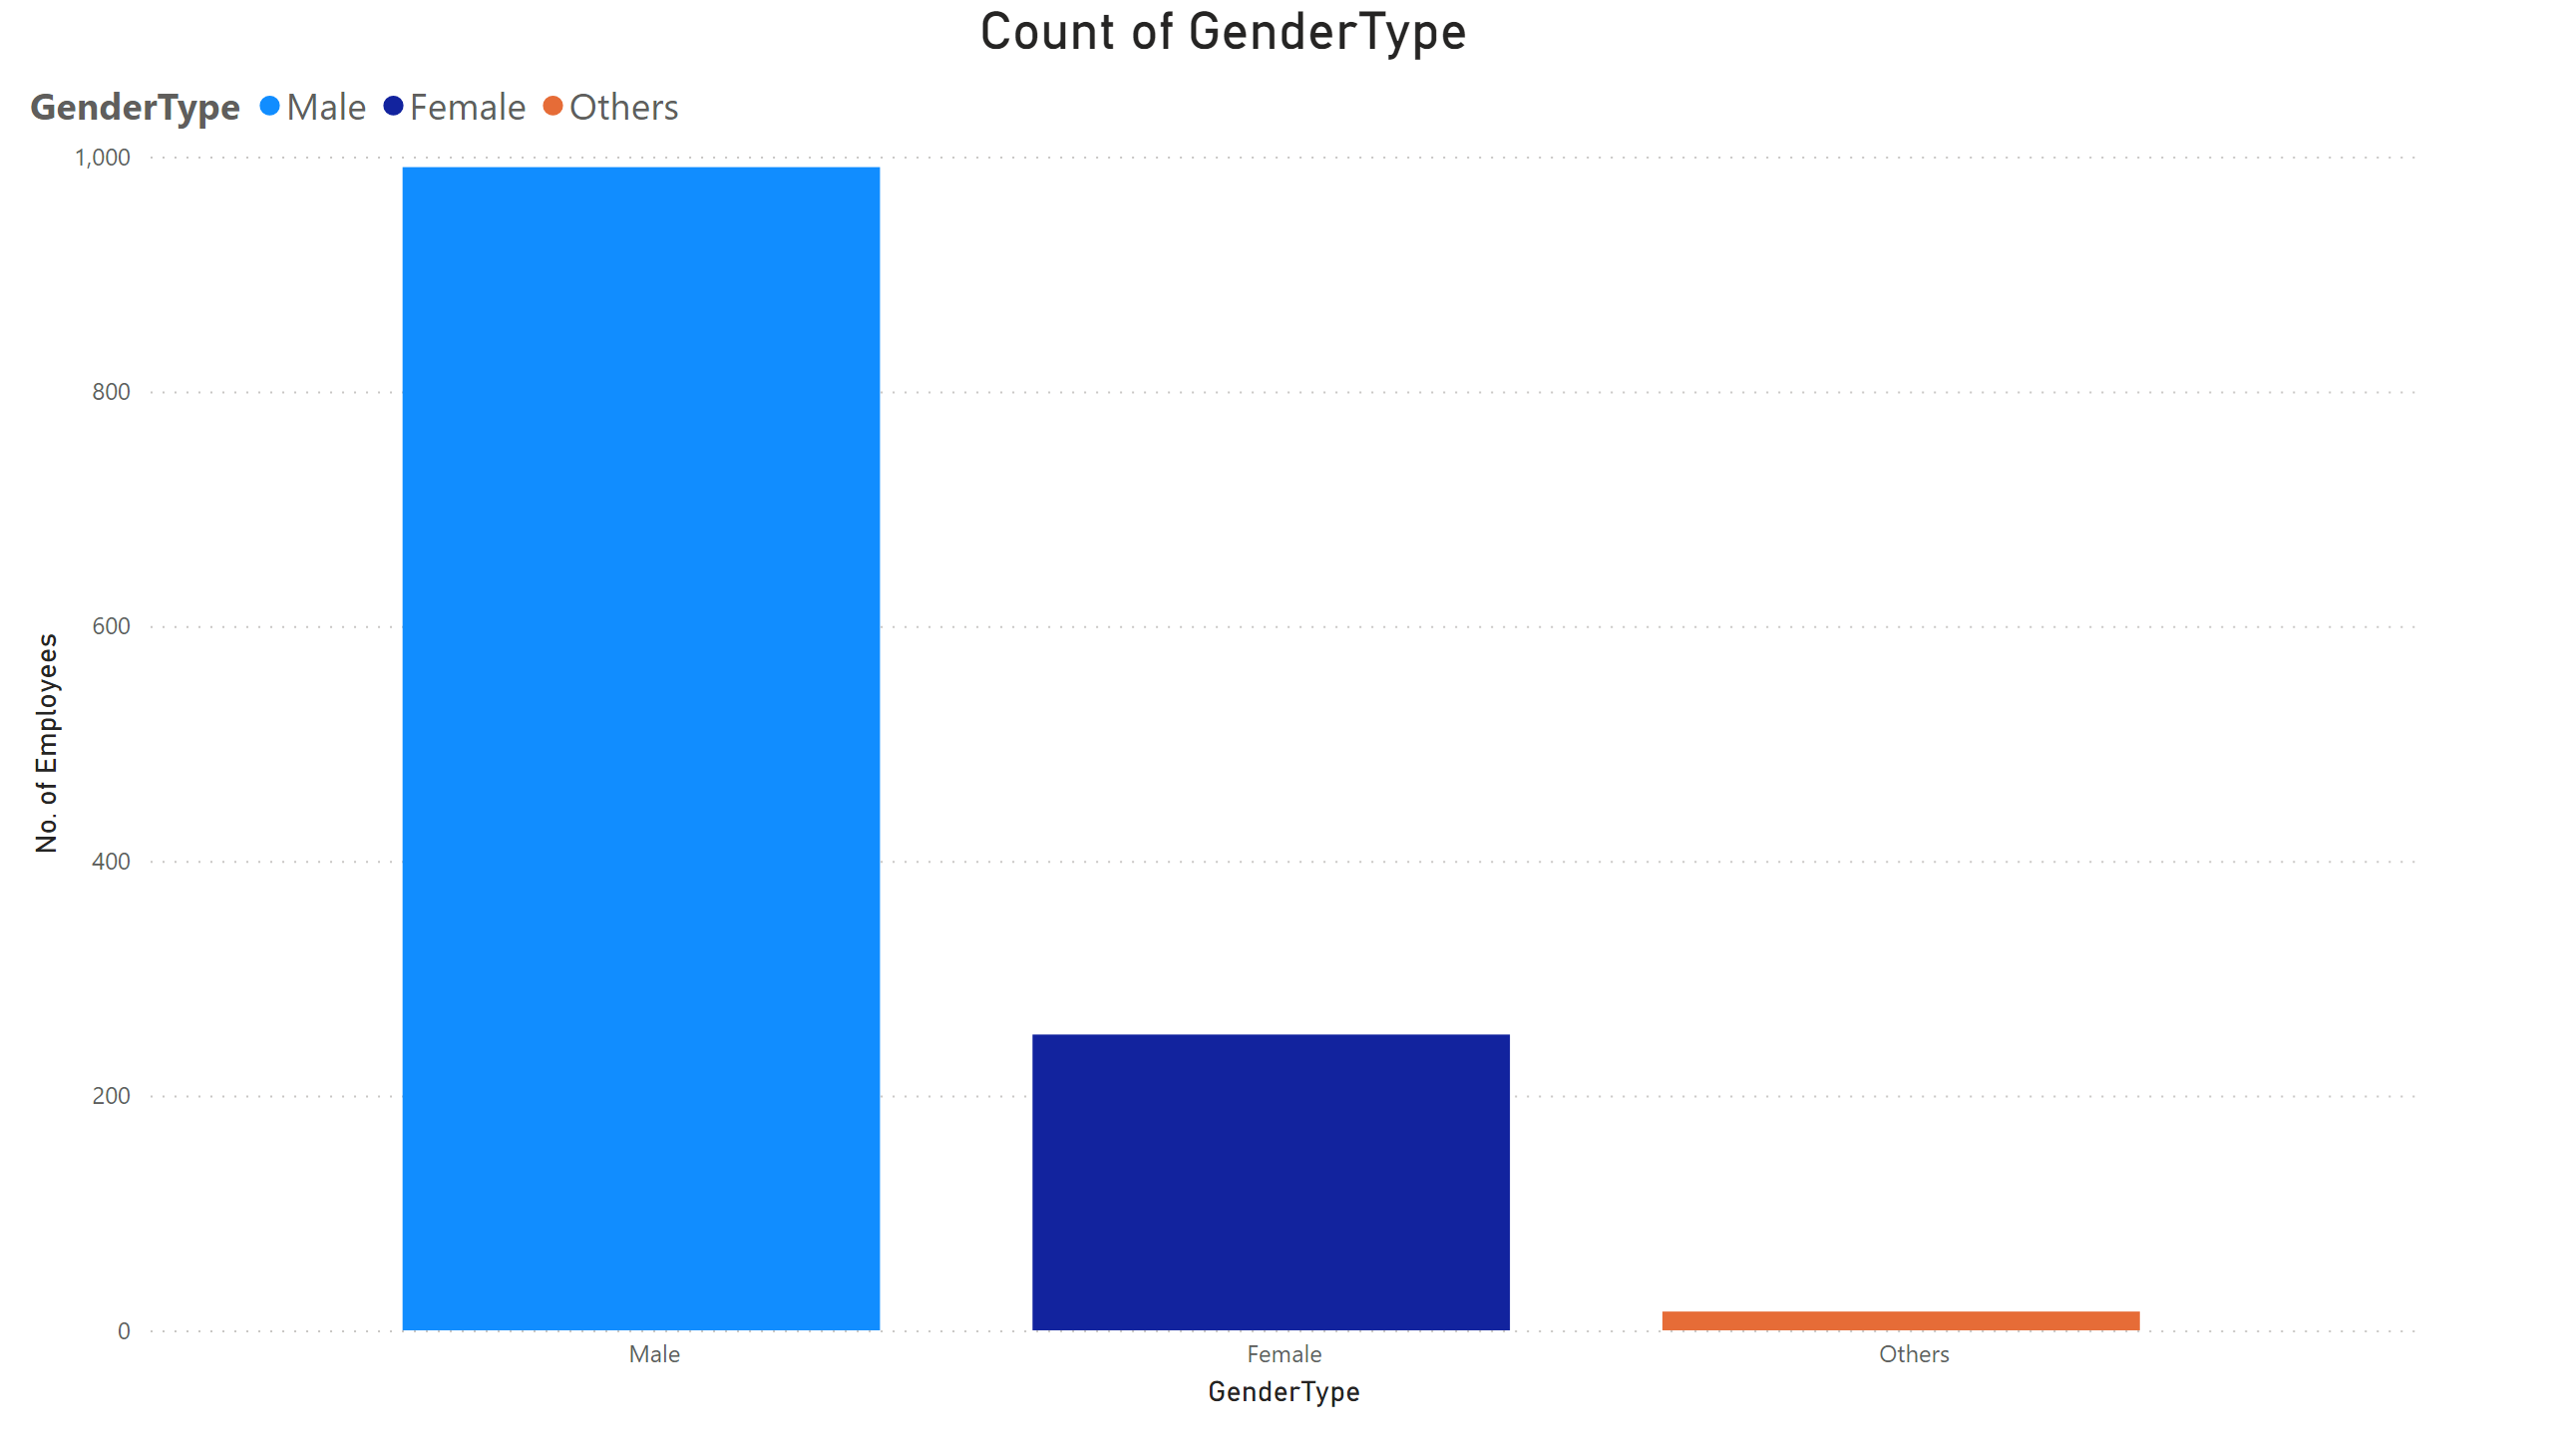 Count of GenderType
GenderType Male Female Others
1,000
800
600
400
200
0
No. of Employees
Male Female Others
GenderType